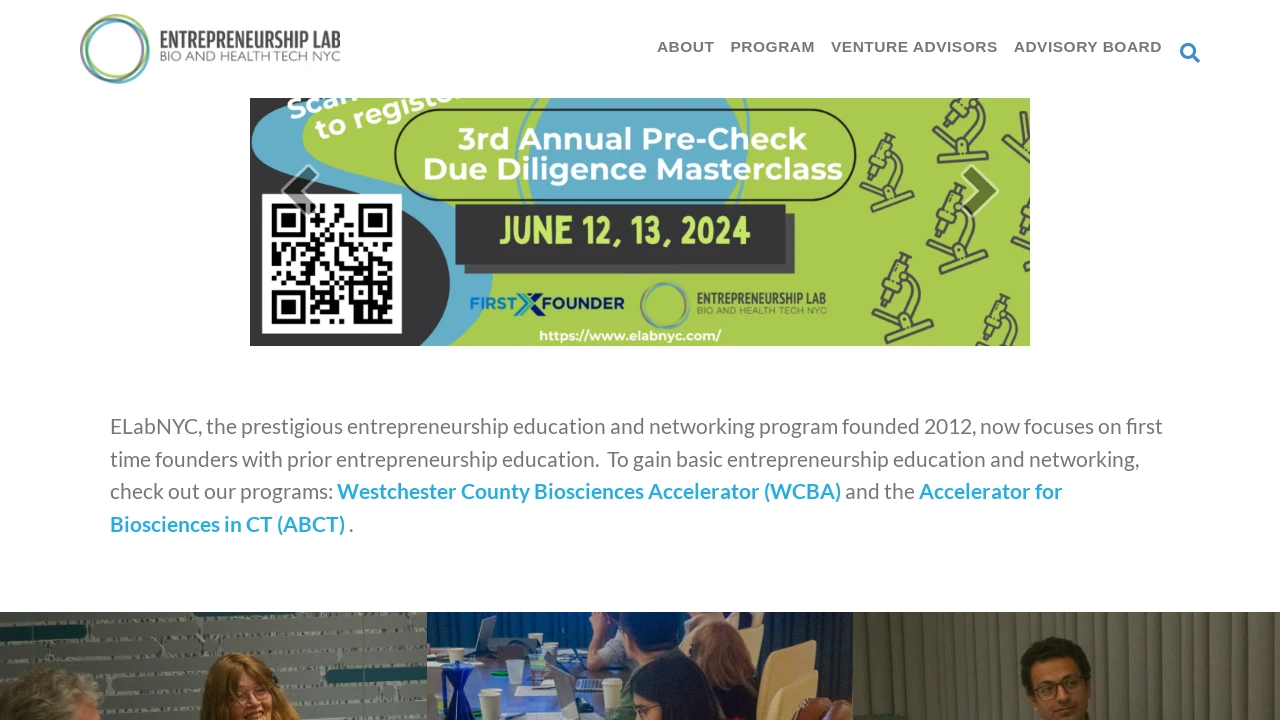 ENTREPRENEURSHIP LAB
BIO AND HEALTH TECH NYC
ABOUT PROGRAM VENTURE ADVISORS ADVISORY BOARD
Scan
to register
3rd Annual Pre-Check
Due Diligence Masterclass
JUNE 12, 13, 2024
FIRST X FOUNDER
ENTREPRENEURSHIP LAB
BIO AND HEALTH TECH NYC
https://www.elabnyc.com/
ELabNYC, the prestigious entrepreneurship education and networking program founded 2012, now focuses on first
time founders with prior entrepreneurship education. To gain basic entrepreneurship education and networking,
check out our programs: Westchester County Biosciences Accelerator (WCBA) and the Accelerator for
Biosciences in CT (ABCT) .